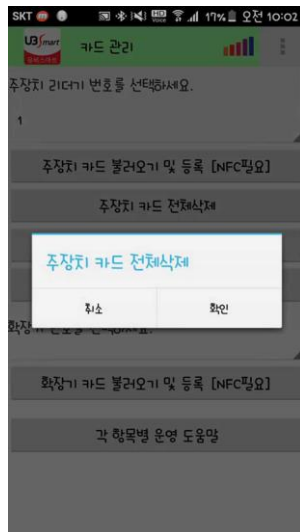 SKT 17% 오전 10:02
U3Smart 카드 관리
주장치 리더기 번호를 선택하세요.
1
주장치 카드 불러오기 및 등록 [NFC필요]
주장치 카드 전체삭제
주장치 카드 전체삭제
취소 확인
확장기 카드 불러오기 및 등록 [NFC필요]
각 항목별 운영 도움말